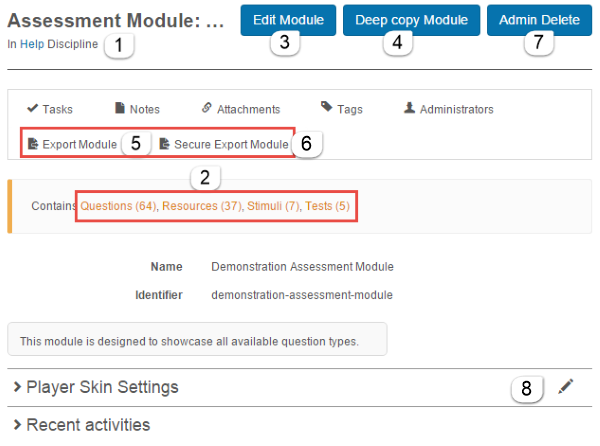 Assessment Module: ... Edit Module Deep copy Module Admin Delete
In Help Discipline 1 3 4 7
Tasks Notes Attachments Tags Administrators
Export Module 5 Secure Export Module 6
2
Contains Questions (64), Resources (37), Stimuli (7), Tests (5)
Name Demonstration Assessment Module
Identifier demonstration-assessment-module
This module is designed to showcase all available question types.
Player Skin Settings 8
Recent activities